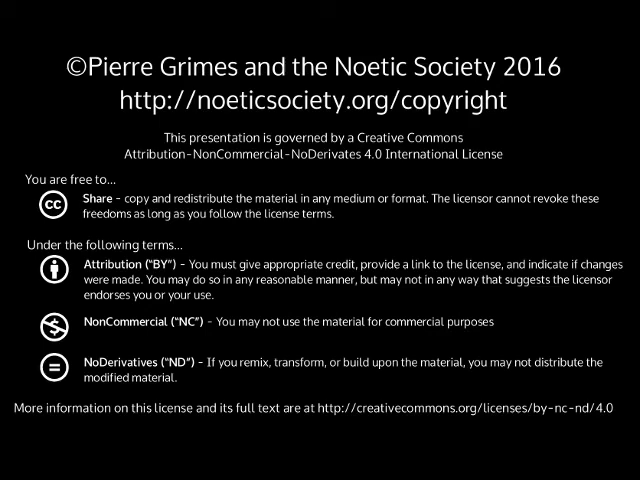 ©Pierre Grimes and the Noetic Society 2016
http://noeticsociety.org/copyright
This presentation is governed by a Creative Commons
Attribution-NonCommercial-NoDerivates 4.0 International License
You are free to...
cc
Share - copy and redistribute the material in any medium or format. The licensor cannot revoke these
freedoms as long as you follow the license terms.
Under the following terms...
Attribution ("BY") - You must give appropriate credit, provide a link to the license, and indicate if changes
were made. You may do so in any reasonable manner, but may not in any way that suggests the licensor
endorses you or your use.
NonCommercial ("NC") - You may not use the material for commercial purposes
NoDerivatives ("ND") - If you remix, transform, or build upon the material, you may not distribute the
modified material.
More information on this license and its full text are at http://creativecommons.org/licenses/by-nc-nd/4.0